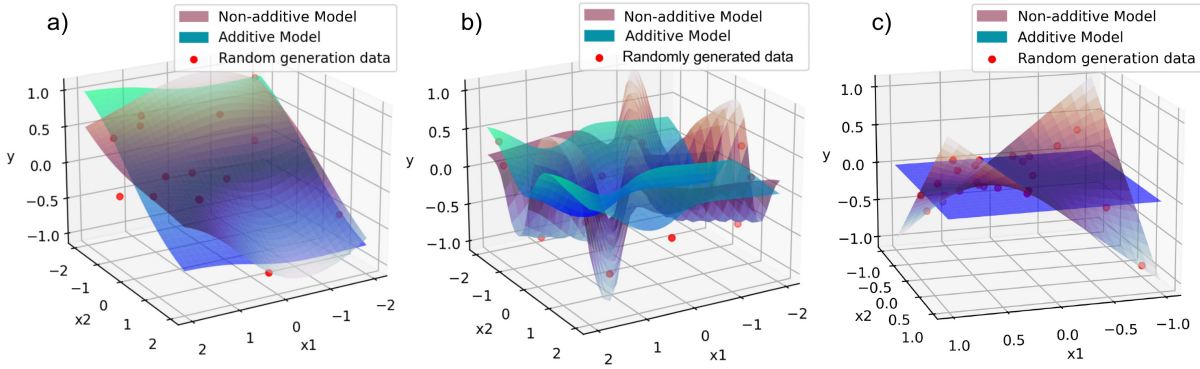 a)
Non-additive Model
Additive Model
Random generation data
y
1.0
0.5
0.0
−0.5
−1.0
−2
−1
0
1
2
x2
2
1
0
−1
−2
x1
b)
Non-additive Model
Additive Model
Randomly generated data
y
1.0
0.5
0.0
−0.5
−1.0
−2
−1
0
1
2
x2
2
1
0
−1
−2
x1
c)
Non-additive Model
Additive Model
Random generation data
y
1.0
0.5
0.0
−0.5
−1.0
−1.0
−0.5
0.0
0.5
1.0
x2
1.0
0.5
0.0
−0.5
−1.0
x1